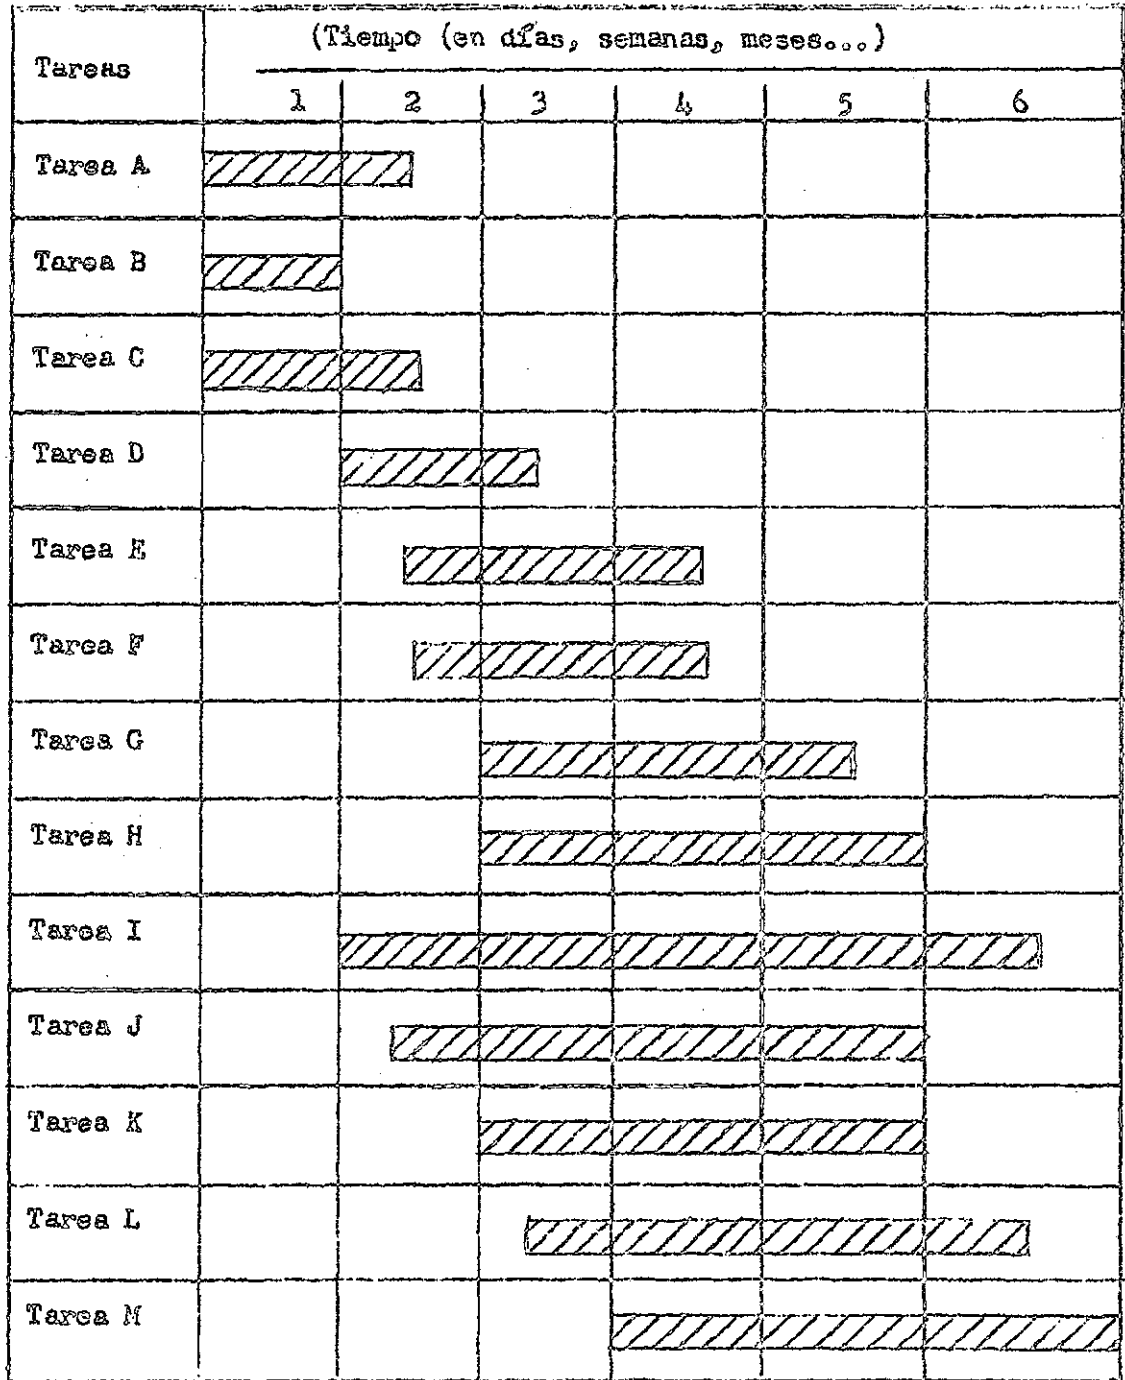 (Tiempo (en días, semanas, meses...)
Tareas
1 2 3 4 5 6
Tarea A
Tarea B
Tarea C
Tarea D
Tarea E
Tarea F
Tarea G
Tarea H
Tarea I
Tarea J
Tarea K
Tarea L
Tarea M